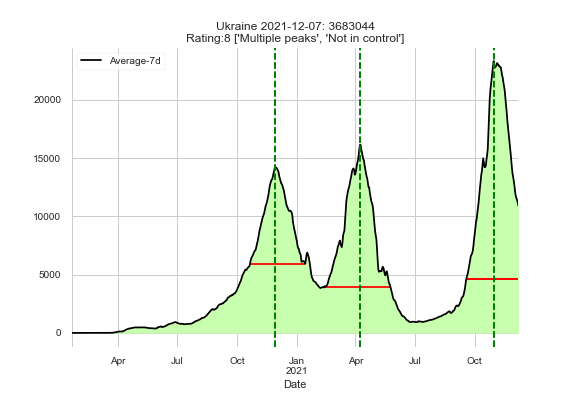 Ukraine 2021-12-07: 3683044
Rating:8 ['Multiple peaks', 'Not in control']
Average-7d
20000
15000
10000
5000
0
Apr Jul Oct Jan Apr Jul Oct
2021
Date